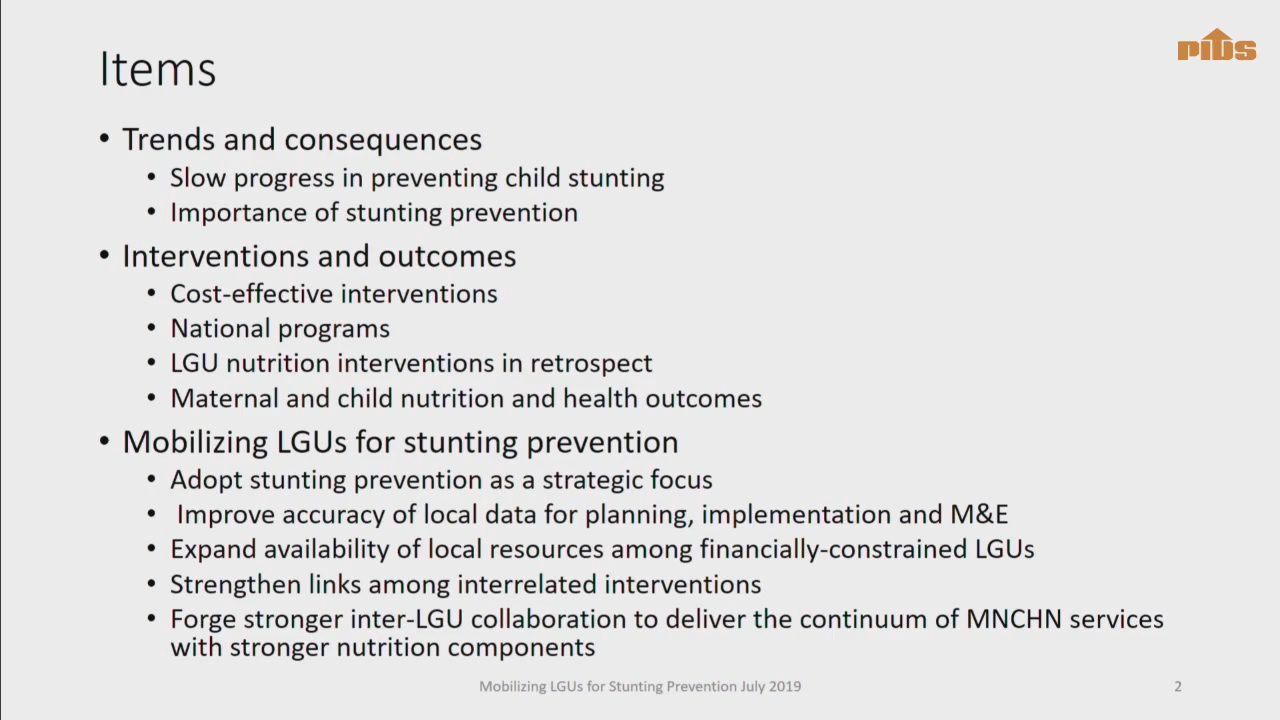 PIDS
Items
• Trends and consequences
• Slow progress in preventing child stunting
• Importance of stunting prevention
• Interventions and outcomes
• Cost-effective interventions
• National programs
• LGU nutrition interventions in retrospect
• Maternal and child nutrition and health outcomes
• Mobilizing LGUs for stunting prevention
• Adopt stunting prevention as a strategic focus
• Improve accuracy of local data for planning, implementation and M&E
• Expand availability of local resources among financially-constrained LGUs
• Strengthen links among interrelated interventions
• Forge stronger inter-LGU collaboration to deliver the continuum of MNCHN services
with stronger nutrition components
Mobilizing LGUs for Stunting Prevention July 2019
2